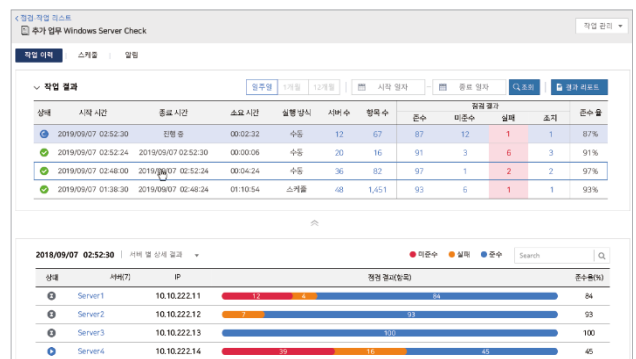 < 점검·작업 리스트
추가 업무 Windows Server Check
작업 관리
작업 이력 스케줄 알림
작업 결과
일주일 1개월 12개월 시작 일자 ~ 종료 일자 조회 결과 리포트
상태 시작 시간 종료 시간 소요 시간 실행 방식 서버 수 항목 수 점검 결과 준수 율
준수 미준수 실패 조치
2019/09/07 02:52:30 진행 중 00:02:32 수동 12 67 87 12 1 1 87%
2019/09/07 02:52:24 2019/09/07 02:52:30 00:00:06 수동 20 16 91 3 6 3 91%
2019/09/07 02:48:00 2019/09/07 02:52:24 00:04:24 수동 36 82 97 1 2 2 97%
2019/09/07 01:38:30 2019/09/07 02:48:24 01:10:54 스케줄 48 1,451 93 6 1 1 93%
2018/09/07 02:52:30 서버 별 상세 결과 미준수 실패 준수 Search
상태 서버(7) IP 점검 결과(항목) 준수율(%)
Server1 10.10.222.11 12 4 84 84
Server2 10.10.222.12 7 93 93
Server3 10.10.222.13 100 100
Server4 10.10.222.14 39 16 45 45